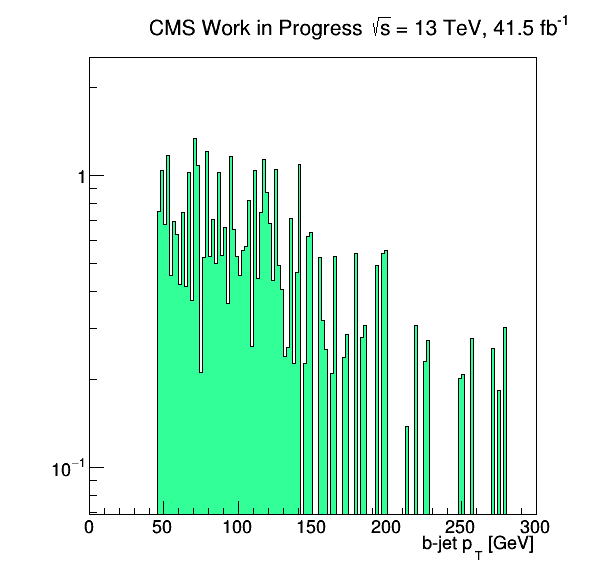 CMS Work in Progress √s = 13 TeV, 41.5 fb⁻¹
1
10⁻¹
0 50 100 150 200 250 300
b-jet p_T [GeV]